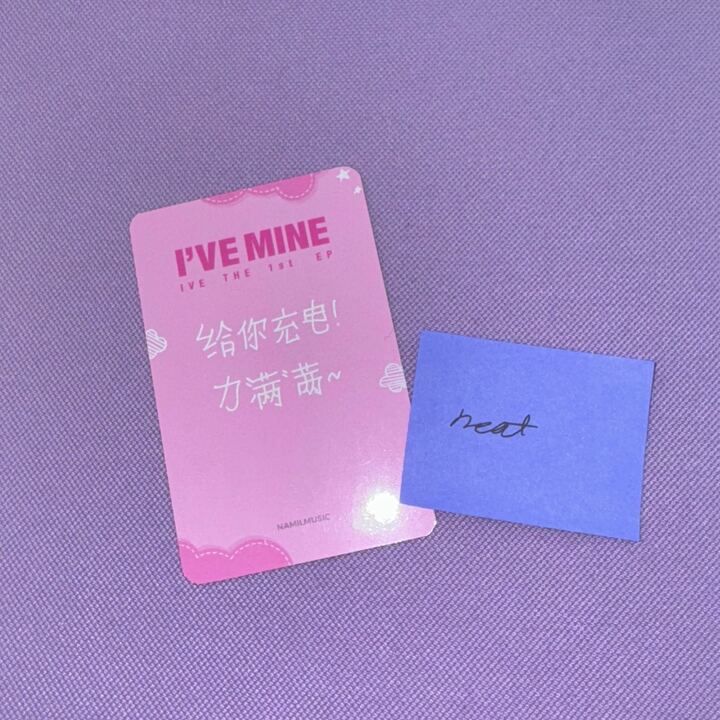 I'VE MINE
IVE THE 1st EP
给你充电!
力满满~
NAMILMUSIC
neat